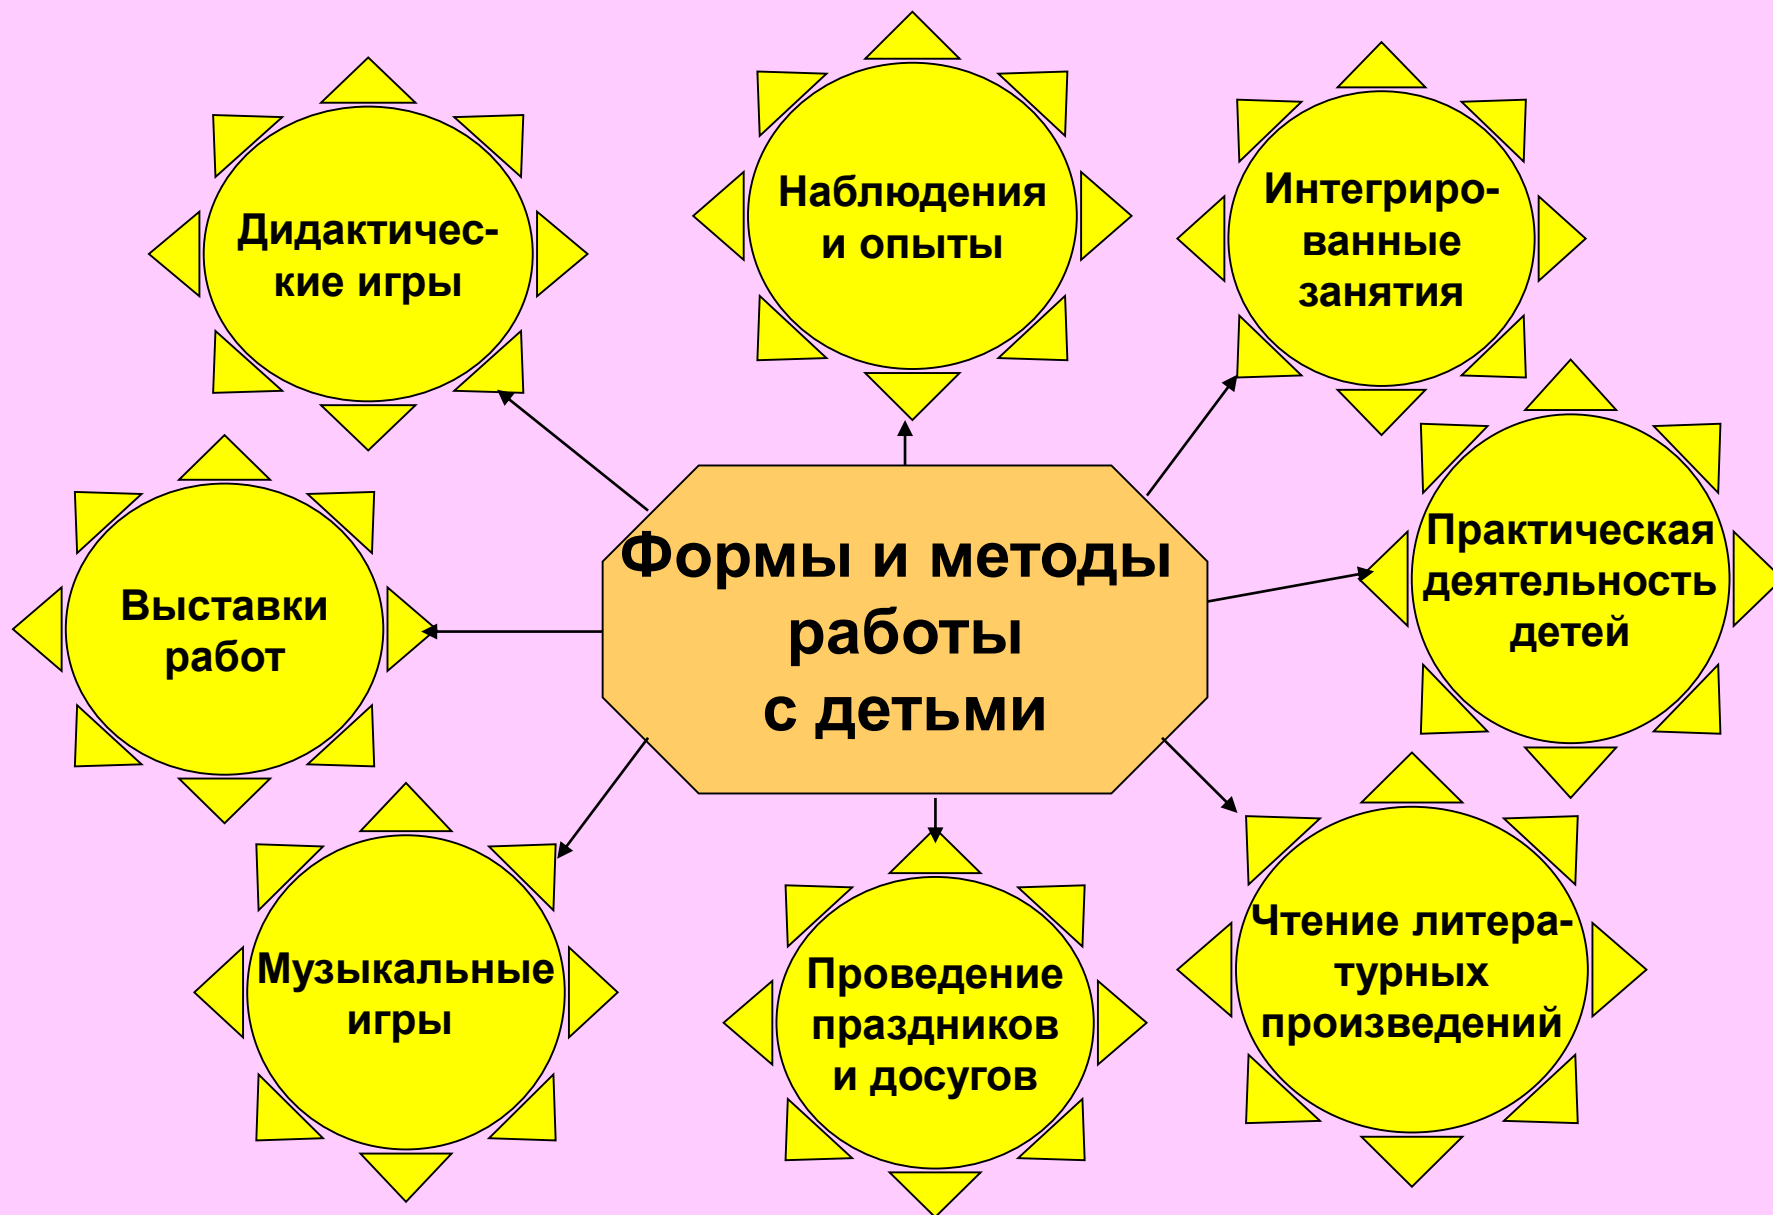 Дидактичес-
кие игры
Наблюдения
и опыты
Интегриро-
ванные
занятия
Выставки
работ
Формы и методы
работы
с детьми
Практическая
деятельность
детей
Музыкальные
игры
Проведение
праздников
и досугов
Чтение литера-
турных
произведений